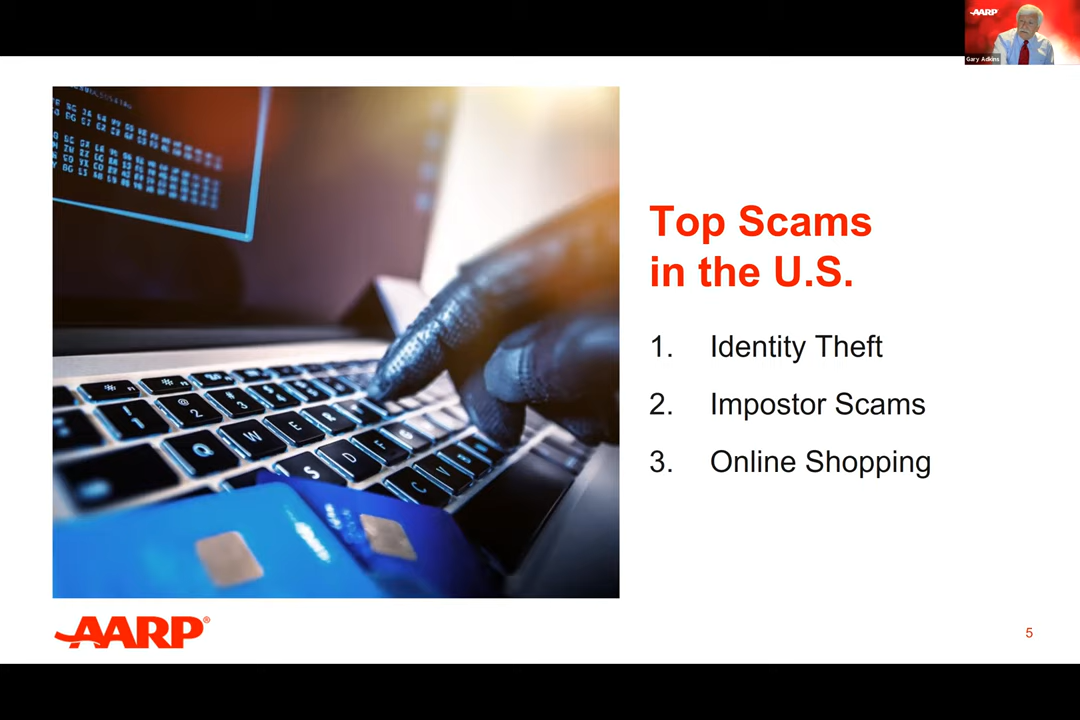 AARP
Gary Adkins
Top Scams
in the U.S.
1. Identity Theft
2. Impostor Scams
3. Online Shopping
Q
W
E
R
S
D
F
C
V
AARP®
5